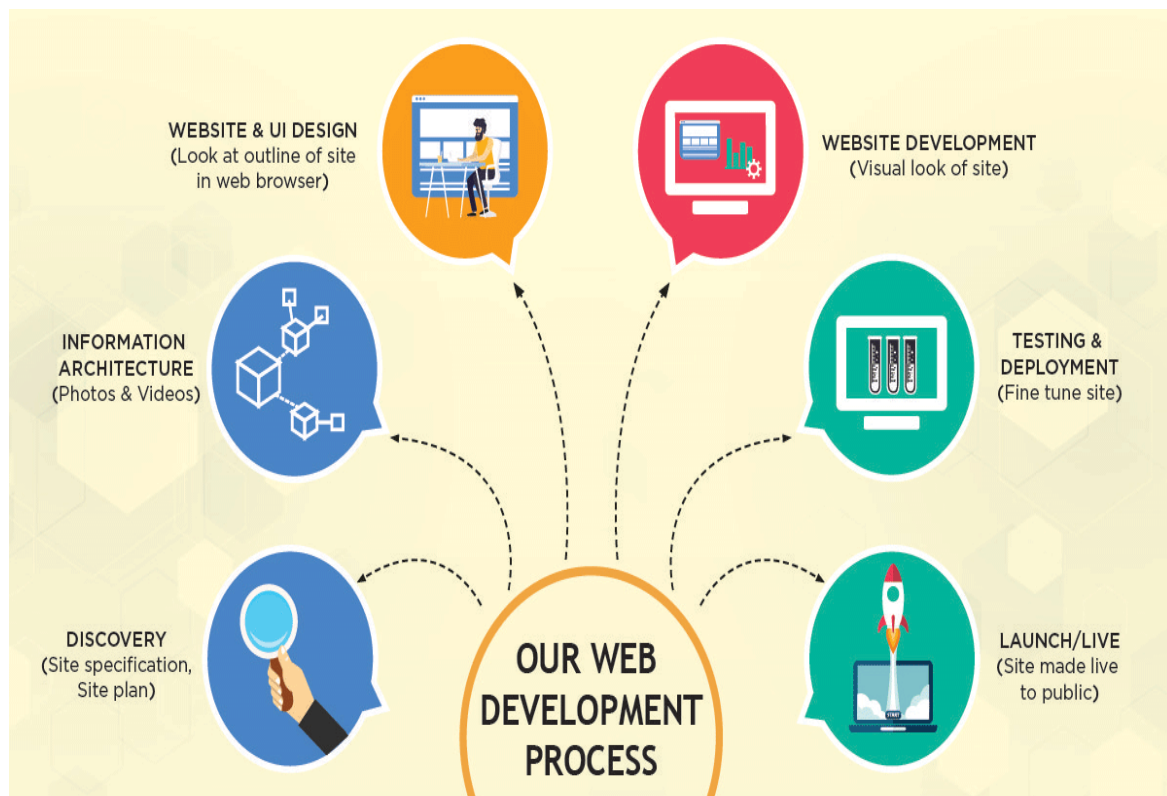 WEBSITE & UI DESIGN
(Look at outline of site
in web browser)
WEBSITE DEVELOPMENT
(Visual look of site)
INFORMATION
ARCHITECTURE
(Photos & Videos)
TESTING &
DEPLOYMENT
(Fine tune site)
DISCOVERY
(Site specification,
Site plan)
LAUNCH/LIVE
(Site made live
to public)
START
OUR WEB
DEVELOPMENT
PROCESS